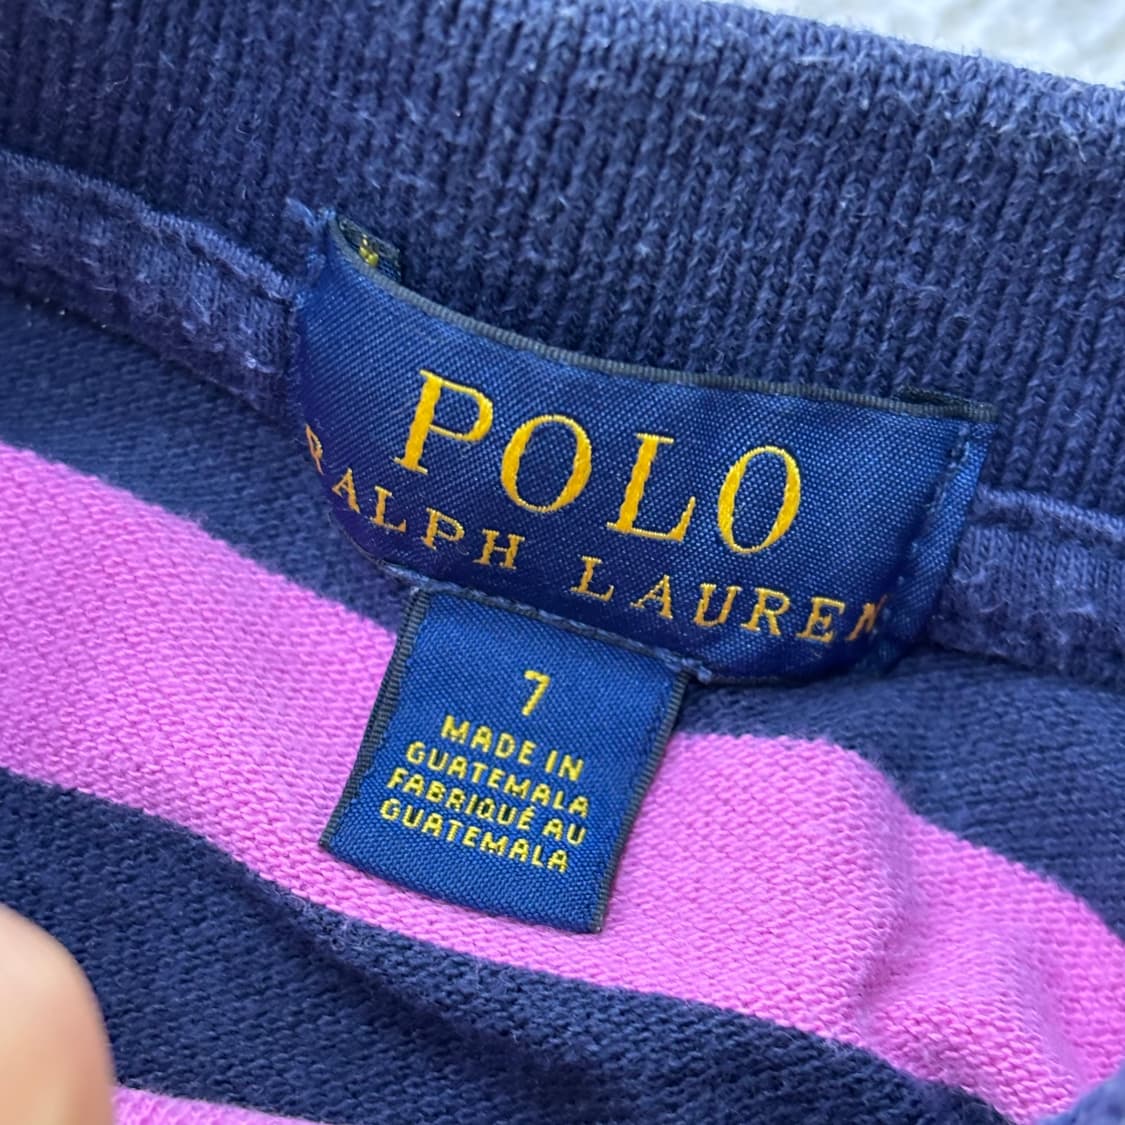 POLO
RALPH LAUREN
7
MADE IN
GUATEMALA
FABRIQUÉ AU
GUATEMALA